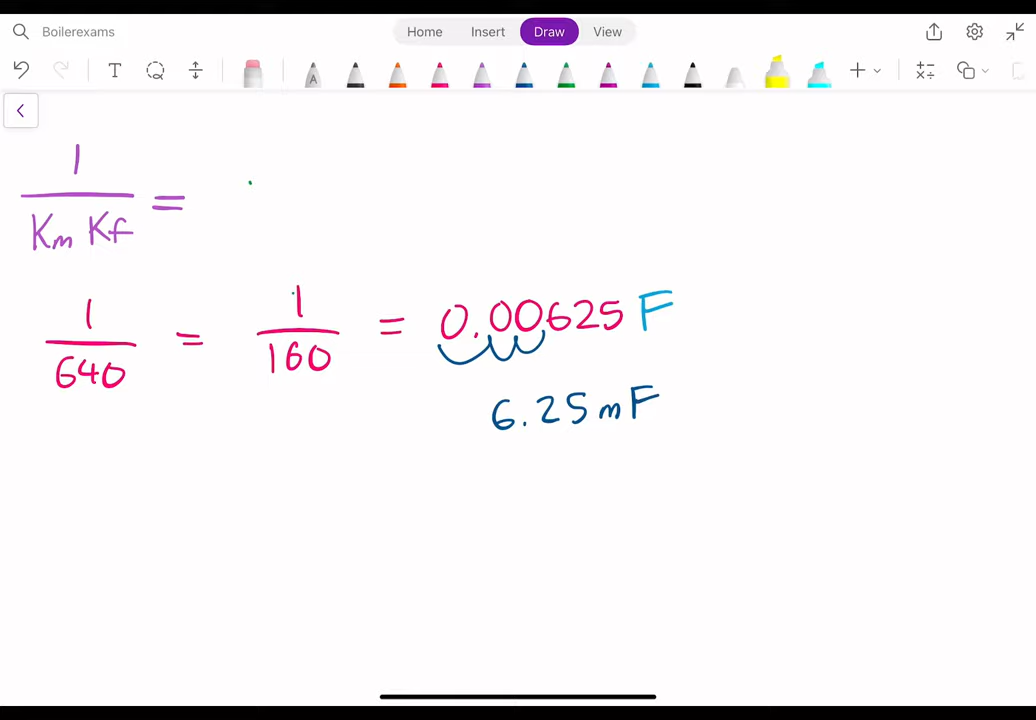 Boilerexams Home Insert Draw View
T A
1
Km Kf =
1 1
640 = 160 = 0.00625 F
6.25 mF